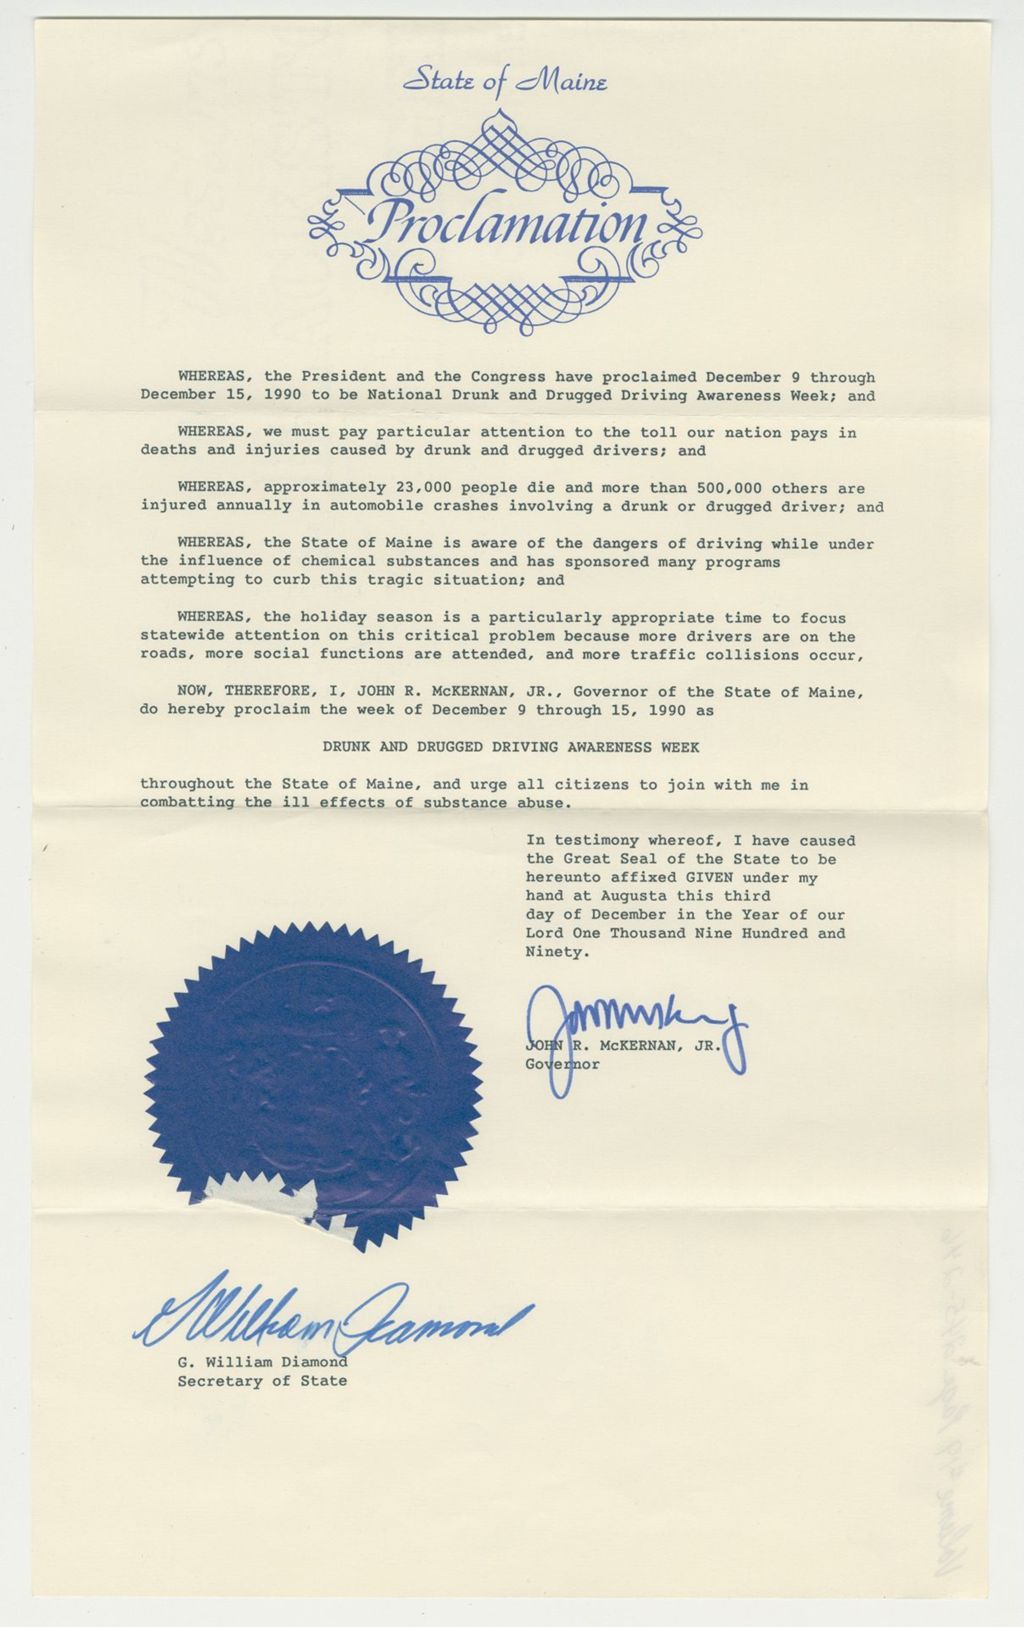 State of Maine
Proclamation
WHEREAS, the President and the Congress have proclaimed December 9 through
December 15, 1990 to be National Drunk and Drugged Driving Awareness Week; and
WHEREAS, we must pay particular attention to the toll our nation pays in
deaths and injuries caused by drunk and drugged drivers; and
WHEREAS, approximately 23,000 people die and more than 500,000 others are
injured annually in automobile crashes involving a drunk or drugged driver; and
WHEREAS, the State of Maine is aware of the dangers of driving while under
the influence of chemical substances and has sponsored many programs
attempting to curb this tragic situation; and
WHEREAS, the holiday season is a particularly appropriate time to focus
statewide attention on this critical problem because more drivers are on the
roads, more social functions are attended, and more traffic collisions occur,
NOW, THEREFORE, I, JOHN R. McKERNAN, JR., Governor of the State of Maine,
do hereby proclaim the week of December 9 through 15, 1990 as
DRUNK AND DRUGGED DRIVING AWARENESS WEEK
throughout the State of Maine, and urge all citizens to join with me in
combatting the ill effects of substance abuse.
In testimony whereof, I have caused
the Great Seal of the State to be
hereunto affixed GIVEN under my
hand at Augusta this third
day of December in the Year of our
Lord One Thousand Nine Hundred and
Ninety.
JOHN R. McKERNAN, JR.
Governor
G William Diamond
G. William Diamond
Secretary of State